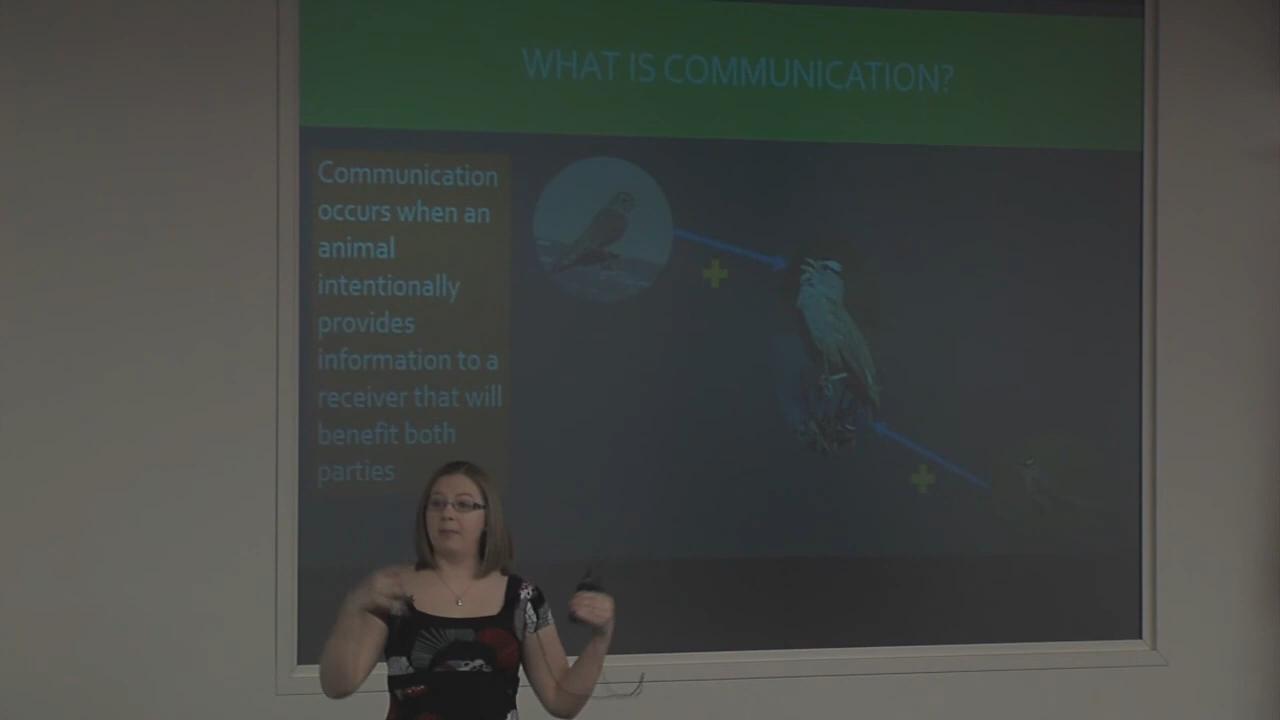 WHAT IS COMMUNICATION?
Communication
occurs when an
animal
intentionally
provides
information to a
receiver that will
benefit both
parties